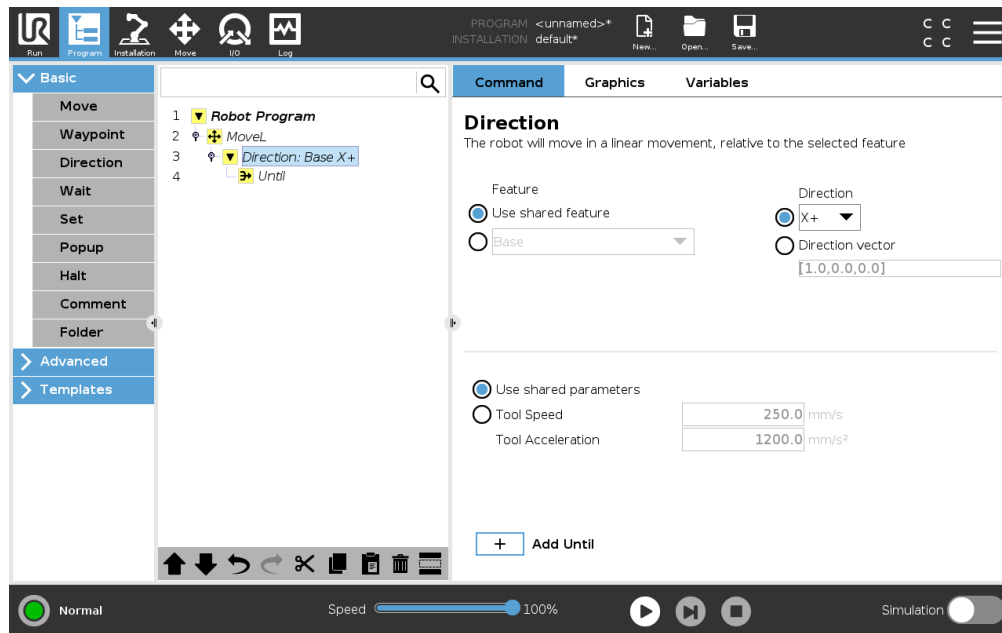 UR
Run
Program
Installation
Move
I/O
Log
PROGRAM <unnamed>*
INSTALLATION default*
New...
Open...
Save...
C C
C C
Basic
Move
Waypoint
Direction
Wait
Set
Popup
Halt
Comment
Folder
Advanced
Templates
1 Robot Program
2 MoveL
3 Direction: Base X+
4 Until
Command Graphics Variables
Direction
The robot will move in a linear movement, relative to the selected feature
Feature
Use shared feature
Base
Direction
X+
Direction vector
[1.0,0.0,0.0]
Use shared parameters
Tool Speed 250.0 mm/s
Tool Acceleration 1200.0 mm/s²
+ Add Until
Normal
Speed 100%
Simulation